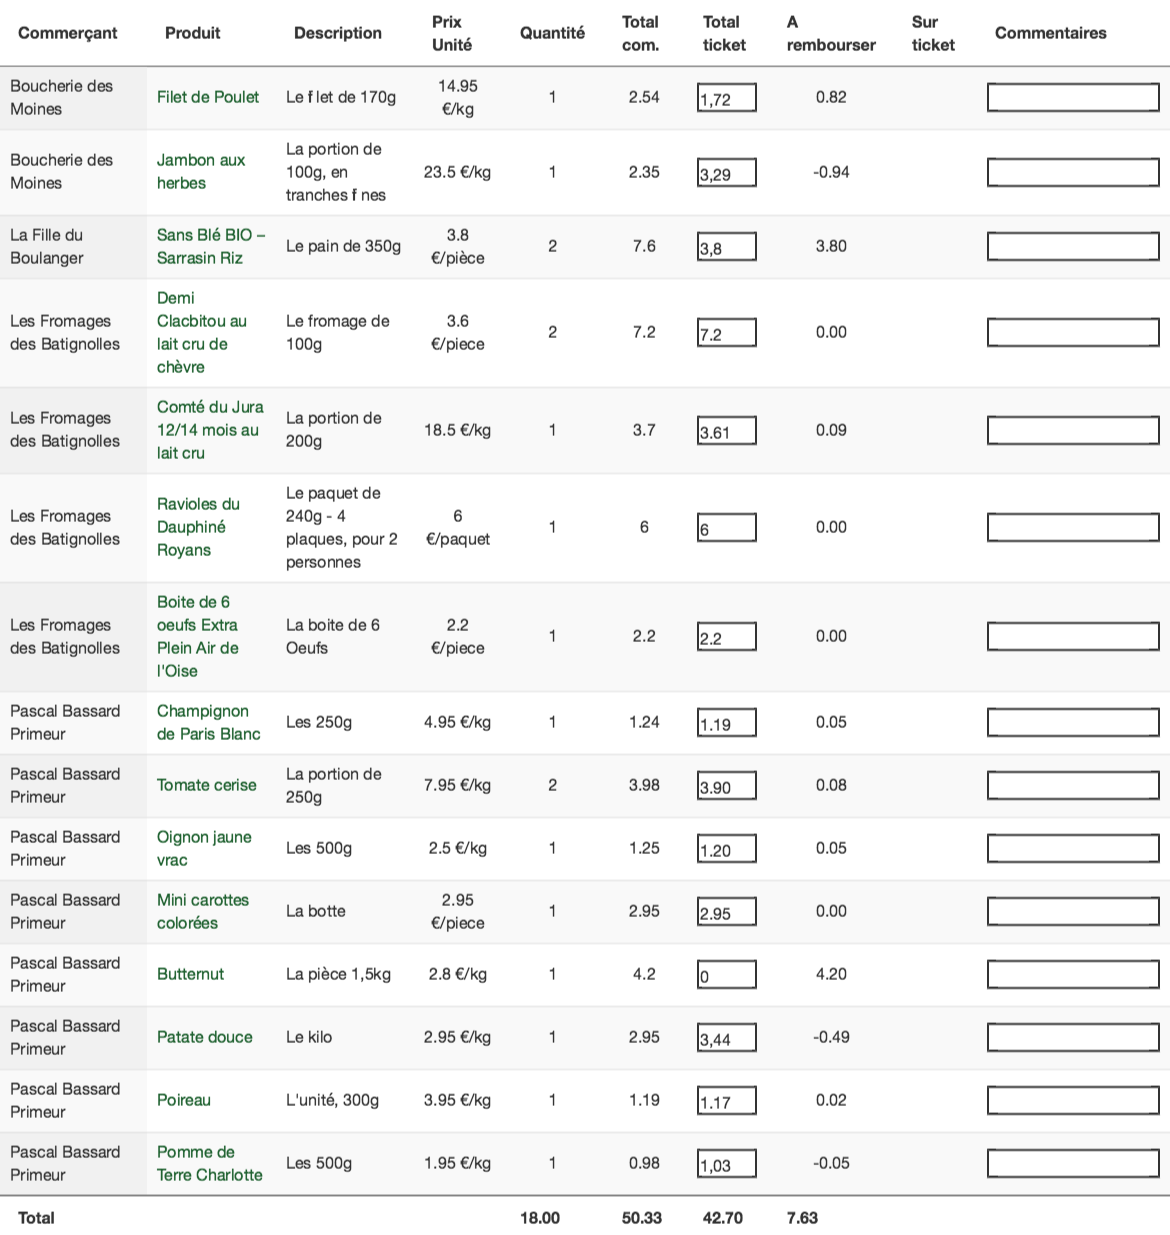 Commerçant Produit Description Prix Unité Quantité Total com. Total ticket A rembourser Sur ticket Commentaires
Boucherie des Moines Filet de Poulet Le f let de 170g 14.95 €/kg 1 2.54 1,72 0.82
Boucherie des Moines Jambon aux herbes La portion de 100g, en tranches f nes 23.5 €/kg 1 2.35 3,29 -0.94
La Fille du Boulanger Sans Blé BIO – Sarrasin Riz Le pain de 350g 3.8 €/pièce 2 7.6 3,8 3.80
Les Fromages des Batignolles Demi Clacbitou au lait cru de chèvre Le fromage de 100g 3.6 €/piece 2 7.2 7.2 0.00
Les Fromages des Batignolles Comté du Jura 12/14 mois au lait cru La portion de 200g 18.5 €/kg 1 3.7 3.61 0.09
Les Fromages des Batignolles Ravioles du Dauphiné Royans Le paquet de 240g - 4 plaques, pour 2 personnes 6 €/paquet 1 6 6 0.00
Les Fromages des Batignolles Boite de 6 oeufs Extra Plein Air de l'Oise La boite de 6 Oeufs 2.2 €/piece 1 2.2 2.2 0.00
Pascal Bassard Primeur Champignon de Paris Blanc Les 250g 4.95 €/kg 1 1.24 1.19 0.05
Pascal Bassard Primeur Tomate cerise La portion de 250g 7.95 €/kg 2 3.98 3.90 0.08
Pascal Bassard Primeur Oignon jaune vrac Les 500g 2.5 €/kg 1 1.25 1.20 0.05
Pascal Bassard Primeur Mini carottes colorées La botte 2.95 €/piece 1 2.95 2.95 0.00
Pascal Bassard Primeur Butternut La pièce 1,5kg 2.8 €/kg 1 4.2 0 4.20
Pascal Bassard Primeur Patate douce Le kilo 2.95 €/kg 1 2.95 3,44 -0.49
Pascal Bassard Primeur Poireau L'unité, 300g 3.95 €/kg 1 1.19 1.17 0.02
Pascal Bassard Primeur Pomme de Terre Charlotte Les 500g 1.95 €/kg 1 0.98 1,03 -0.05
Total 18.00 50.33 42.70 7.63